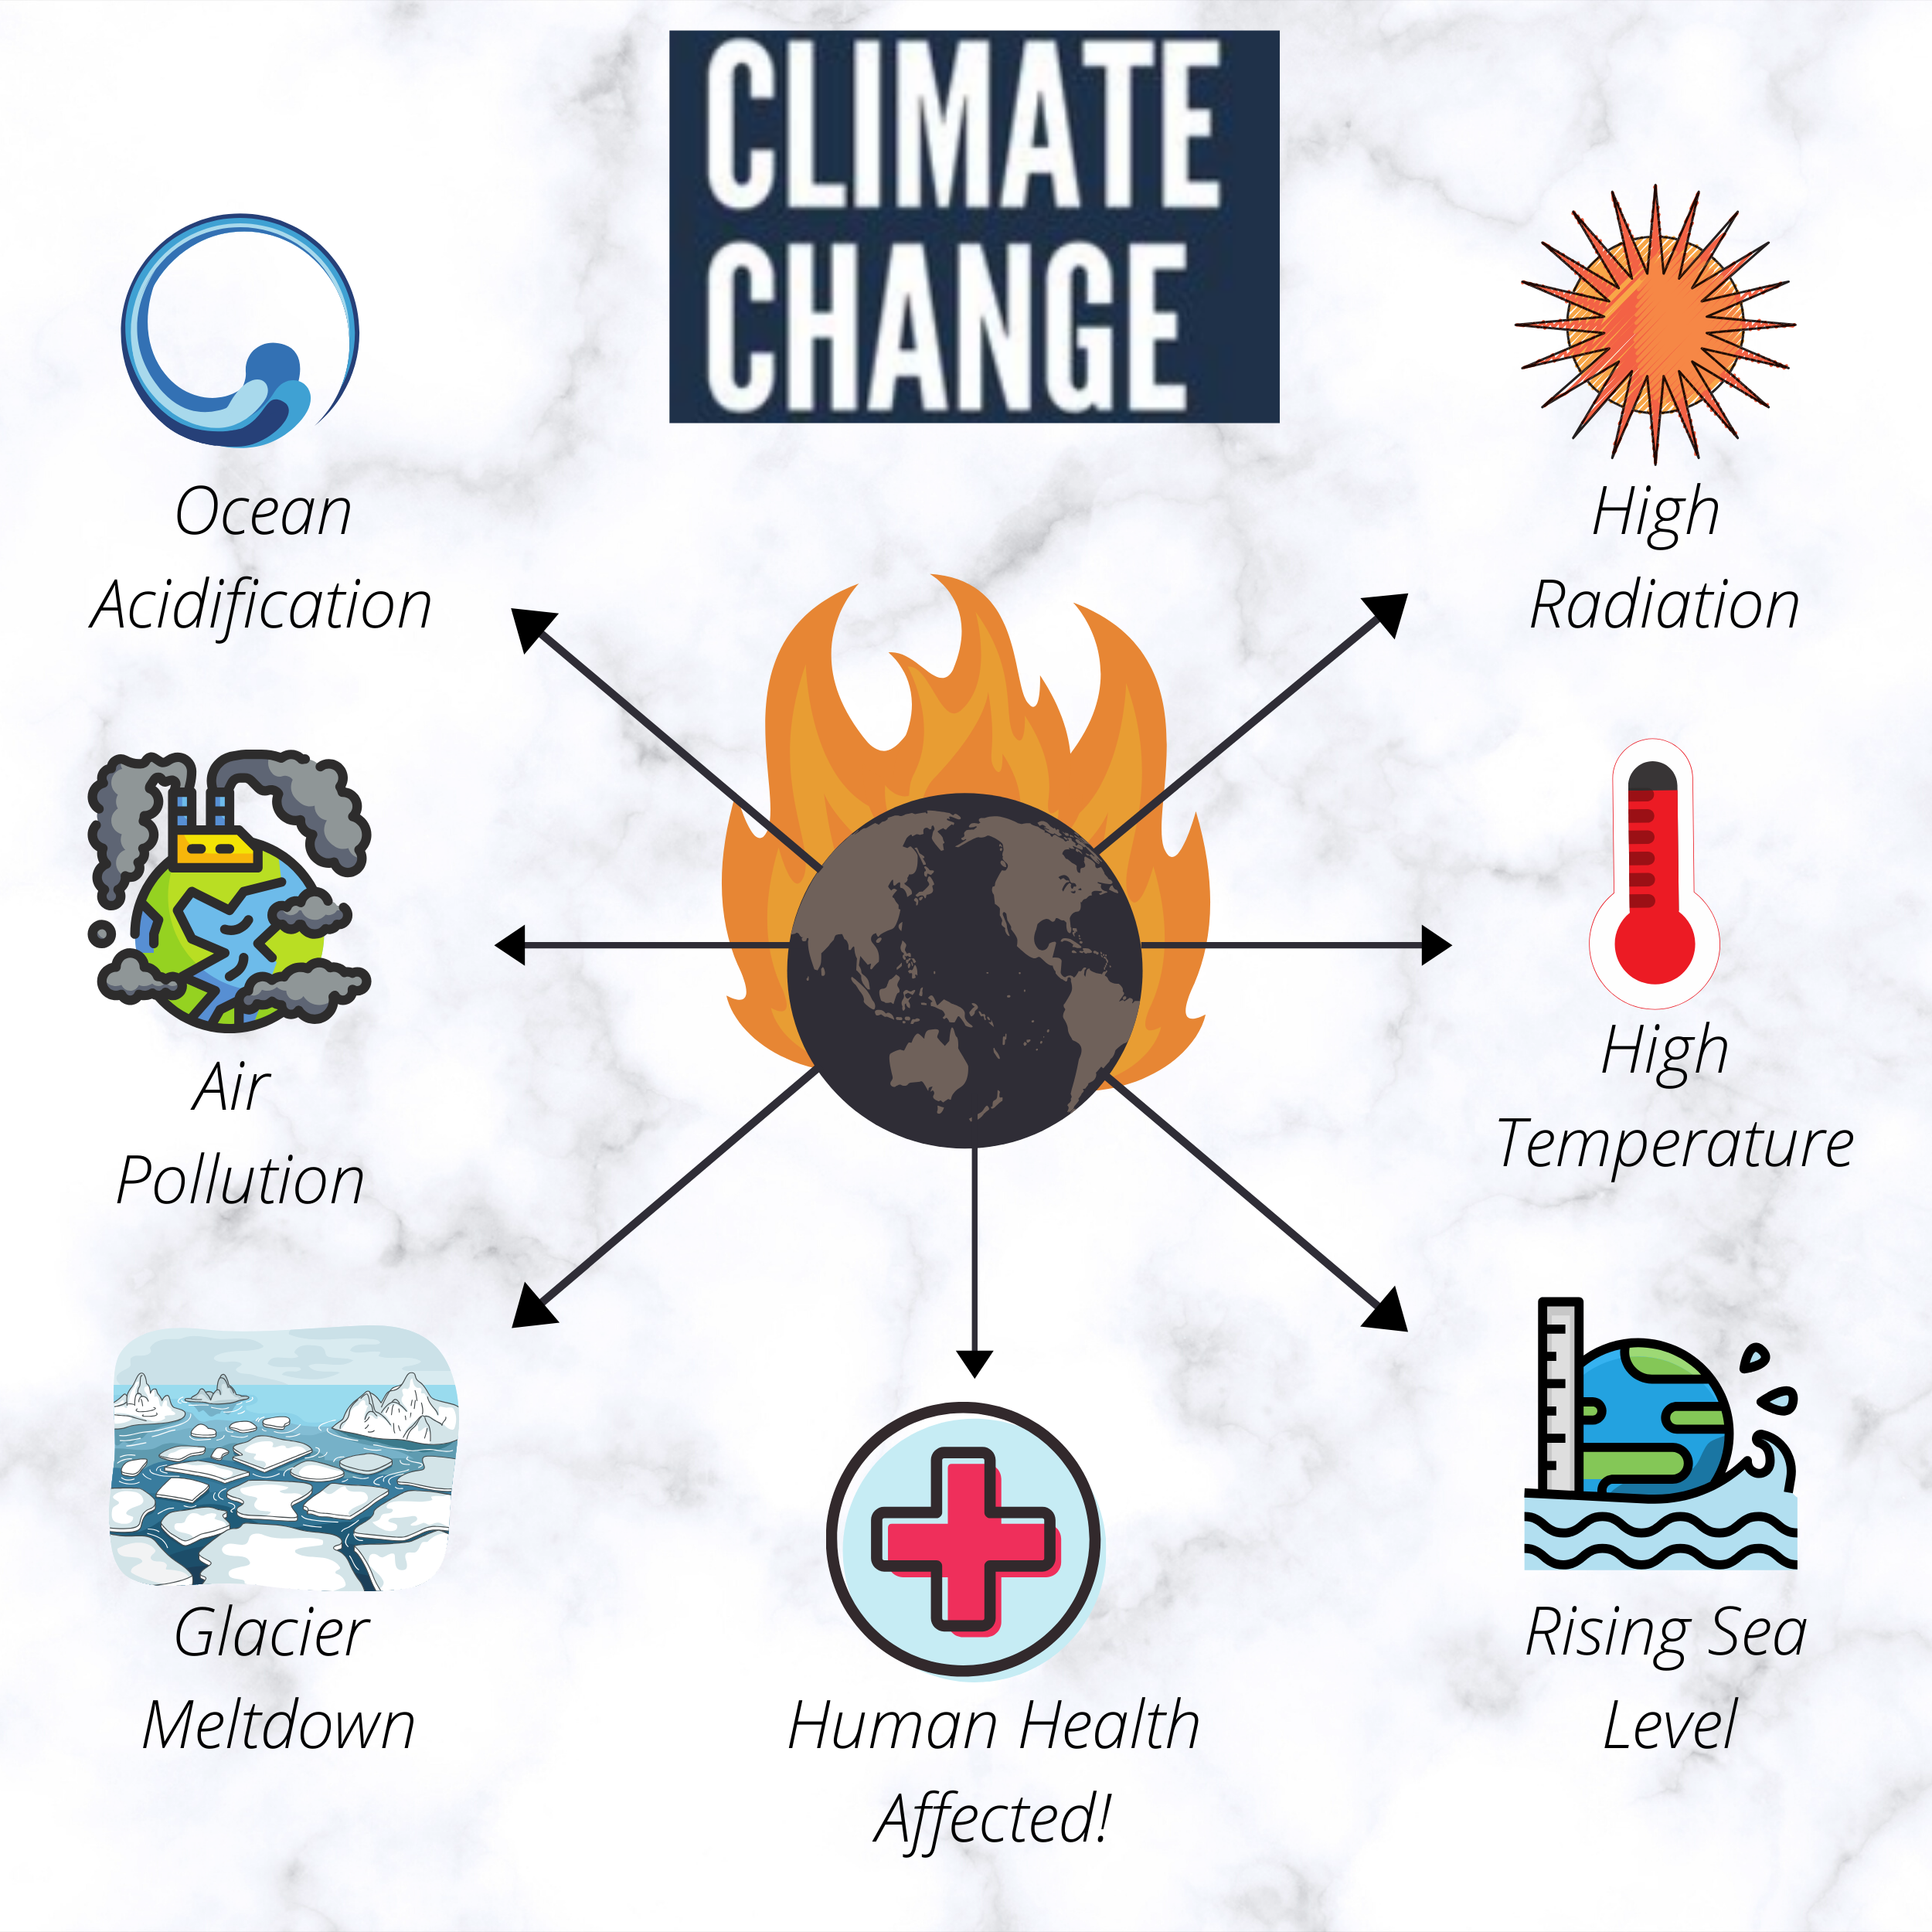 CLIMATE
CHANGE
Ocean
Acidification
High
Radiation
Air
Pollution
High
Temperature
Glacier
Meltdown
Human Health
Affected!
Rising Sea
Level